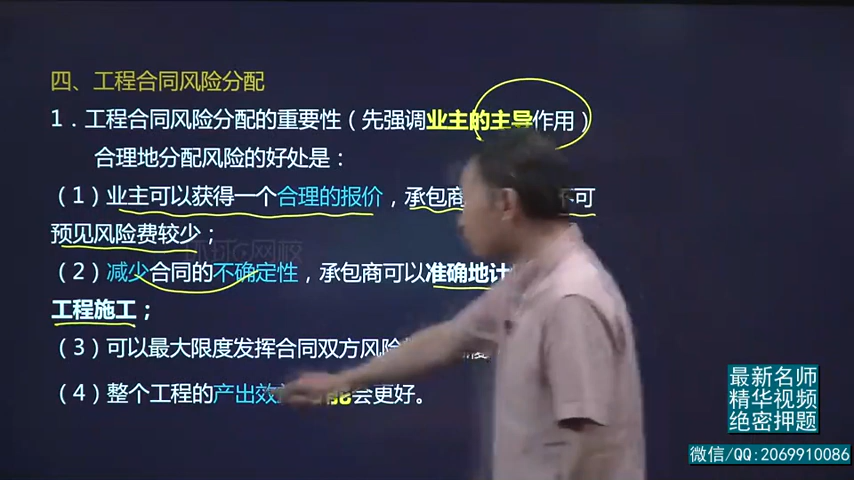 四、工程合同风险分配
1．工程合同风险分配的重要性（先强调业主的主导作用）
合理地分配风险的好处是：
（1）业主可以获得一个合理的报价，承包商 不可
预见风险费较少；
（2）减少合同的不确定性，承包商可以准确地计
工程施工；
（3）可以最大限度发挥合同双方风险
（4）整个工程的产出效 能会更好。
环球网校
最新名师
精华视频
绝密押题
微信/QQ:2069910086